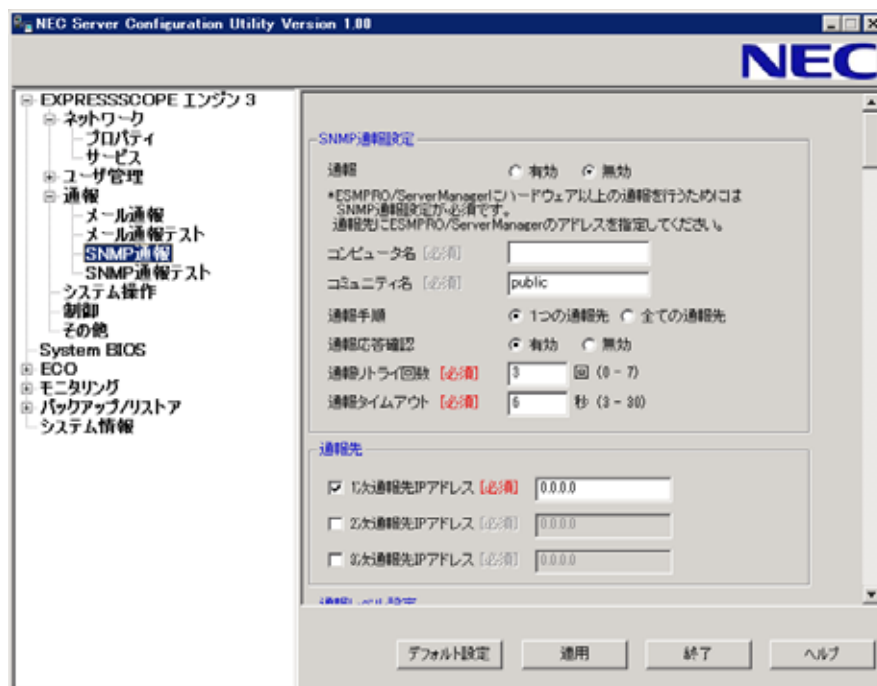 NEC Server Configuration Utility Version 1.00
NEC
EXPRESSSCOPE エンジン 3
ネットワーク
プロパティ
サービス
ユーザ管理
通報
メール通報
メール通報テスト
SNMP通報
SNMP通報テスト
システム操作
制御
その他
System BIOS
ECO
モニタリング
バックアップ/リストア
システム情報
SNMP通報設定
通報 有効 無効
*ESMPRO/ServerManagerにハードウェア以上の通報を行うためには
SNMP通報設定が必須です。
通報先にESMPRO/ServerManagerのアドレスを指定してください。
コンピュータ名 [必須]
コミュニティ名 [必須] public
通報手順 1つの通報先 全ての通報先
通報応答確認 有効 無効
通報リトライ回数 [必須] 3 回 (0 - 7)
通報タイムアウト [必須] 6 秒 (3 - 30)
通報先
1次通報先IPアドレス [必須] 0.0.0.0
2次通報先IPアドレス [必須] 0.0.0.0
3次通報先IPアドレス [必須] 0.0.0.0
通報レベル設定
デフォルト設定 適用 終了 ヘルプ